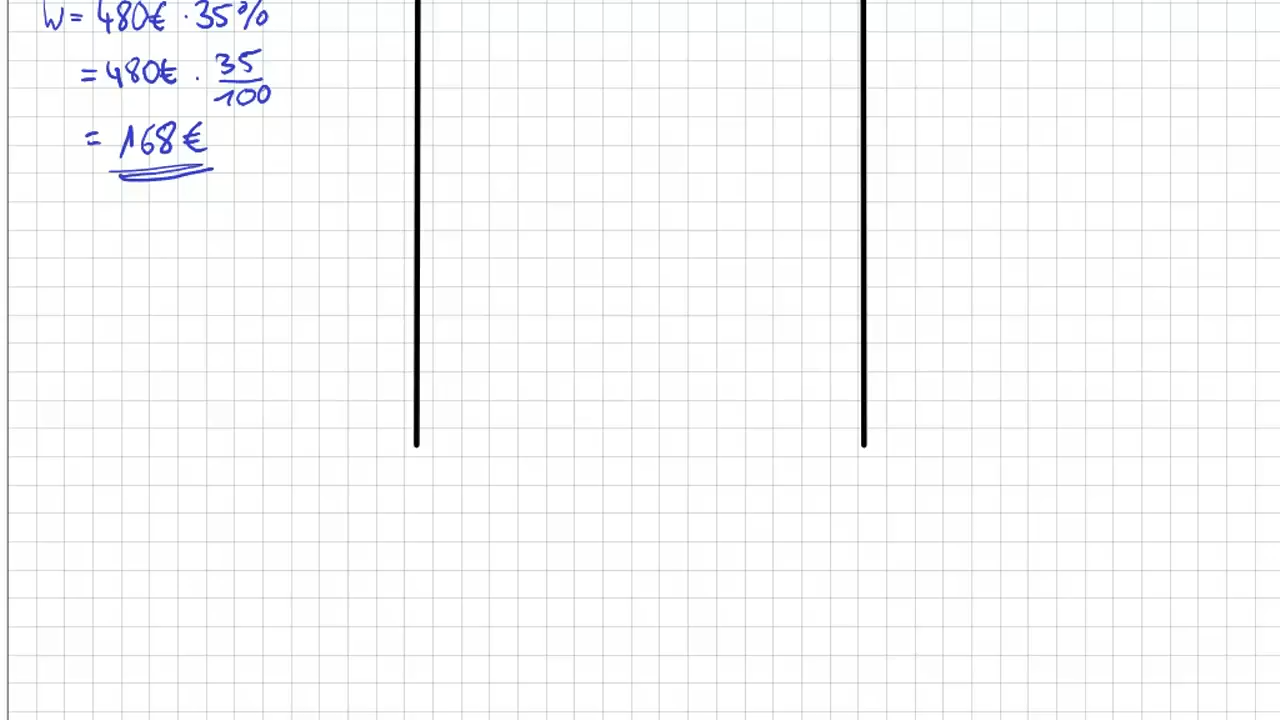 W = 480€ · 35%
= 480€ · 35/100
= 168€